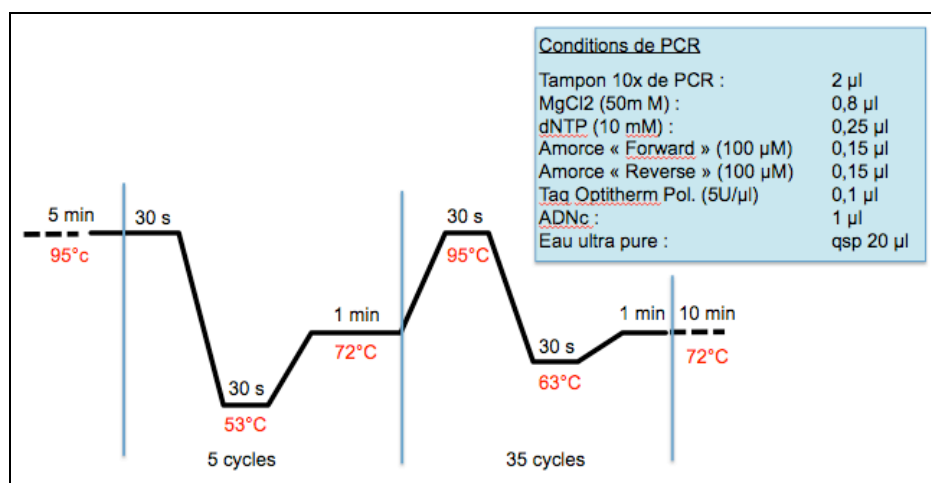 Conditions de PCR
Tampon 10x de PCR : 2 µl
MgCl2 (50m M) : 0,8 µl
dNTP (10 mM) : 0,25 µl
Amorce « Forward » (100 µM) 0,15 µl
Amorce « Reverse » (100 µM) 0,15 µl
Taq Optitherm Pol. (5U/µl) 0,1 µl
ADNc : 1 µl
Eau ultra pure : qsp 20 µl
5 min 30 s 30 s
95°c 95°C
1 min 1 min 10 min
72°C 30 s 72°C
30 s 63°C
53°C
5 cycles 35 cycles